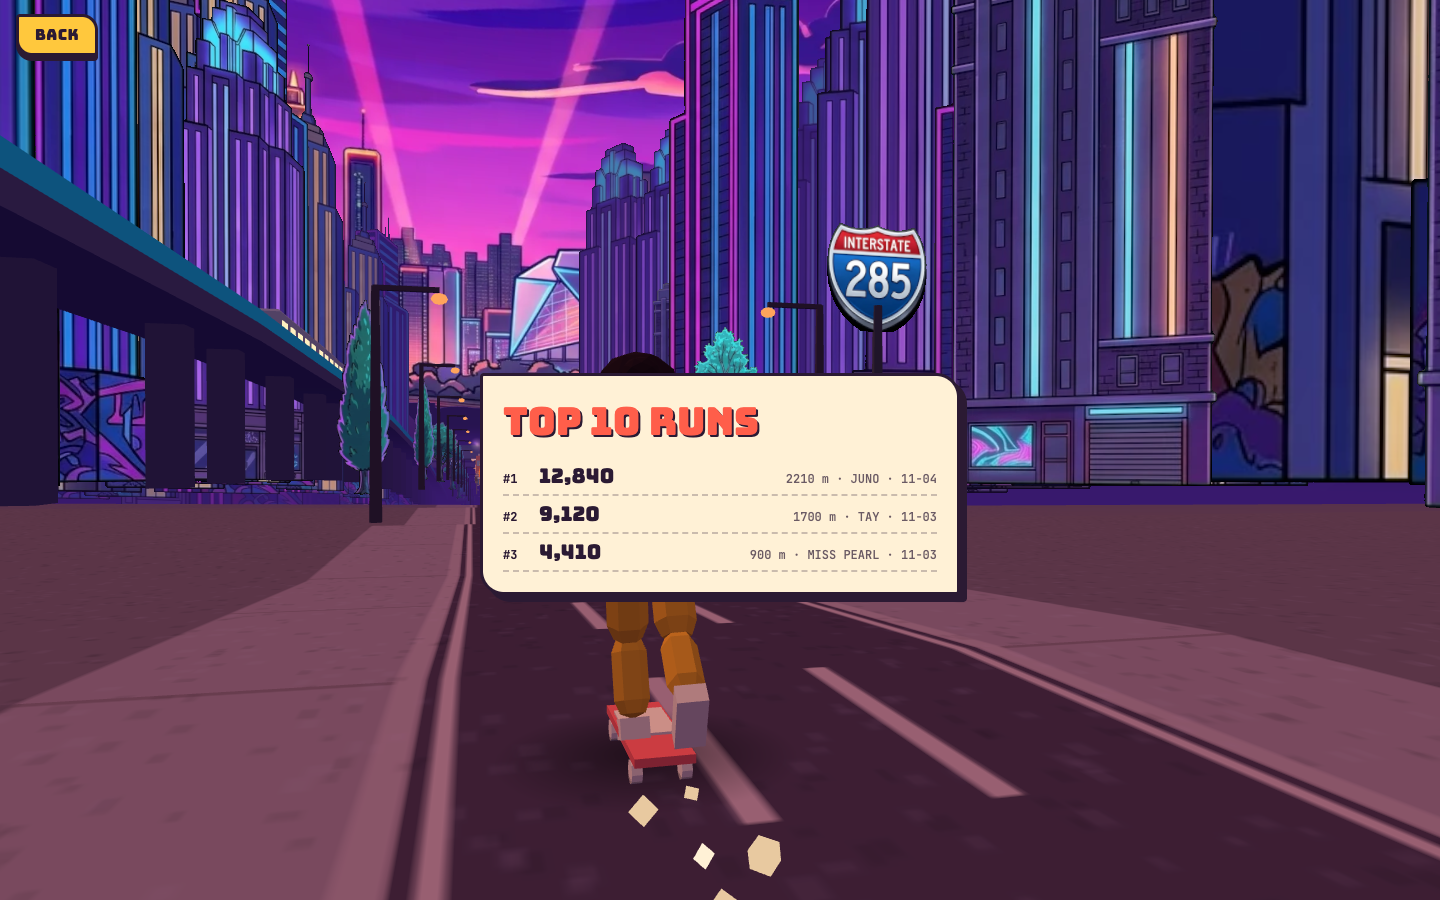 BACK
INTERSTATE
285
TOP 10 RUNS
#1 12,840 2210 m · JUNO · 11-04
#2 9,120 1700 m · TAY · 11-03
#3 4,410 900 m · MISS PEARL · 11-03